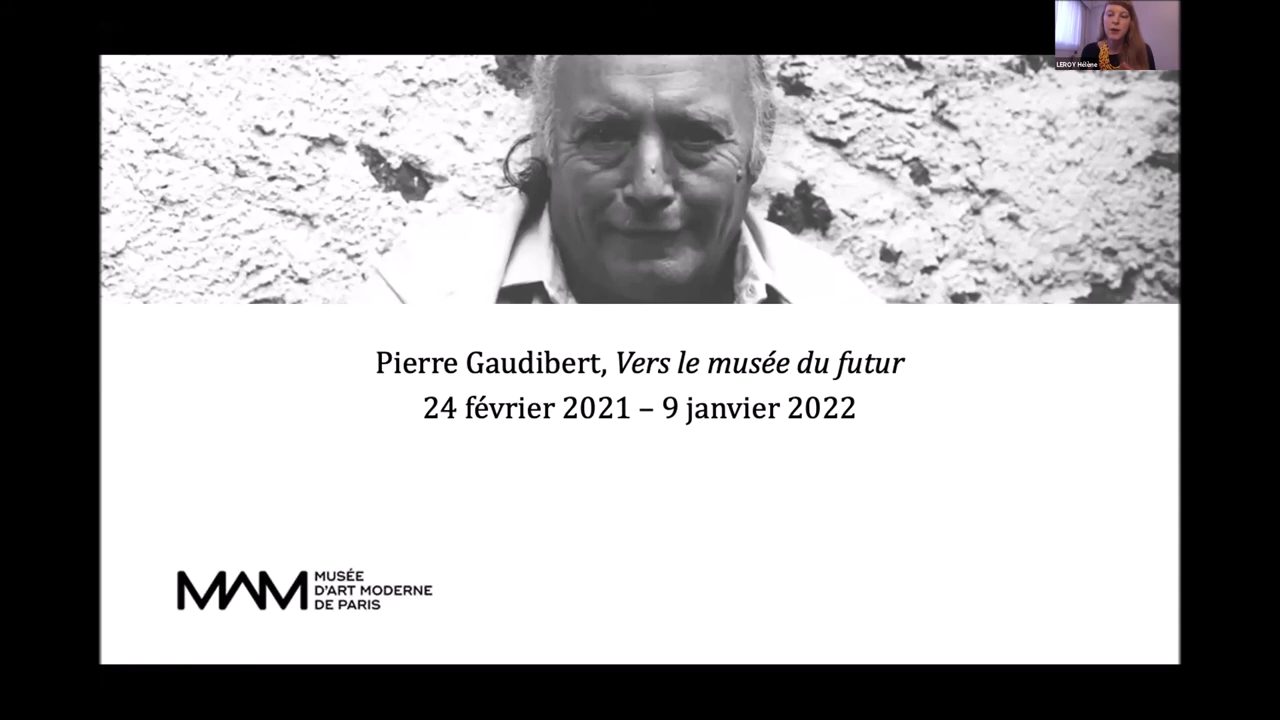 LEROY Hélène
Pierre Gaudibert, Vers le musée du futur
24 février 2021 – 9 janvier 2022
MAM
MUSÉE
D'ART MODERNE
DE PARIS